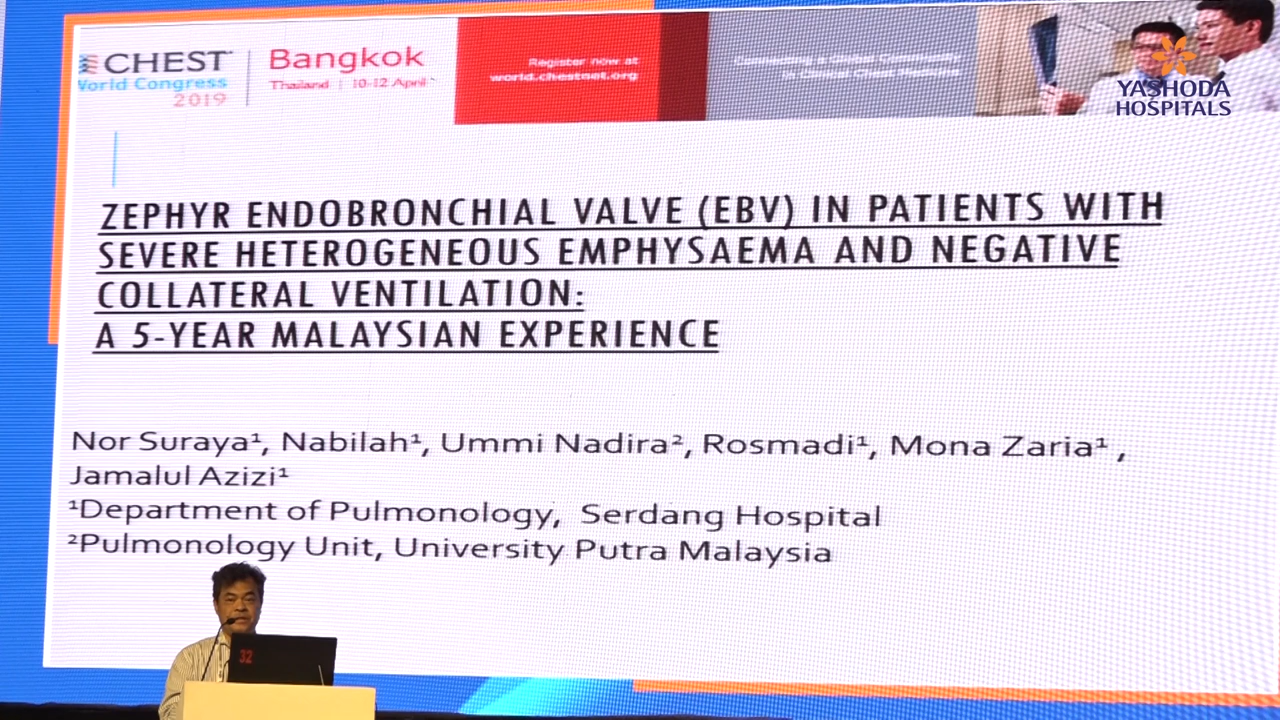 CHEST
World Congress
2019
Bangkok
Thailand | 10-12 April
Register now at
world.chestnet.org
YASHODA
HOSPITALS
ZEPHYR ENDOBRONCHIAL VALVE (EBV) IN PATIENTS WITH
SEVERE HETEROGENEOUS EMPHYSAEMA AND NEGATIVE
COLLATERAL VENTILATION:
A 5-YEAR MALAYSIAN EXPERIENCE
Nor Suraya¹, Nabilah¹, Ummi Nadira², Rosmadi¹, Mona Zaria¹ ,
Jamalul Azizi¹
¹Department of Pulmonology, Serdang Hospital
²Pulmonology Unit, University Putra Malaysia
32